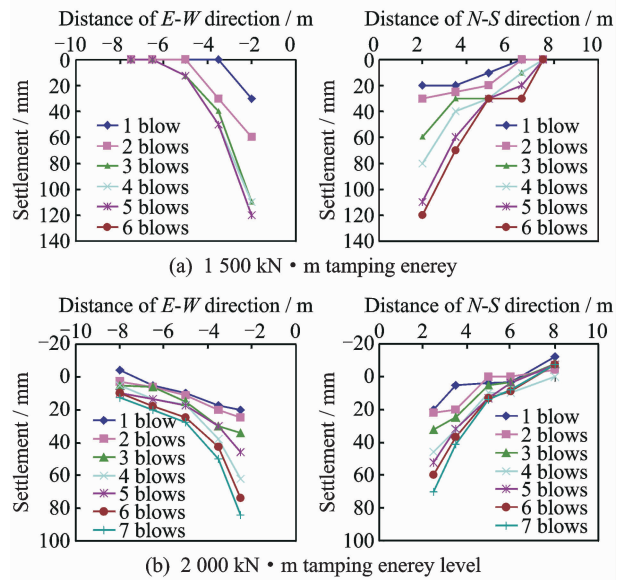 Distance of E-W direction / m
−10 −8 −6 −4 −2 0
0
20
40
60
80
100
120
140
Settlement / mm
1 blow
2 blows
3 blows
4 blows
5 blows
6 blows
Distance of N-S direction / m
0 2 4 6 8 10
0
20
40
60
80
100
120
140
Settlement / mm
1 blow
2 blows
3 blows
4 blows
5 blows
6 blows
(a) 1 500 kN • m tamping enerey
Distance of E-W direction / m
−10 −8 −6 −4 −2 0
−20
0
20
40
60
80
100
Settlement / mm
1 blow
2 blows
3 blows
4 blows
5 blows
6 blows
7 blows
Distance of N-S direction / m
0 2 4 6 8 10
−20
0
20
40
60
80
100
Settlement / mm
1 blow
2 blows
3 blows
4 blows
5 blows
6 blows
7 blows
(b) 2 000 kN • m tamping enerey level